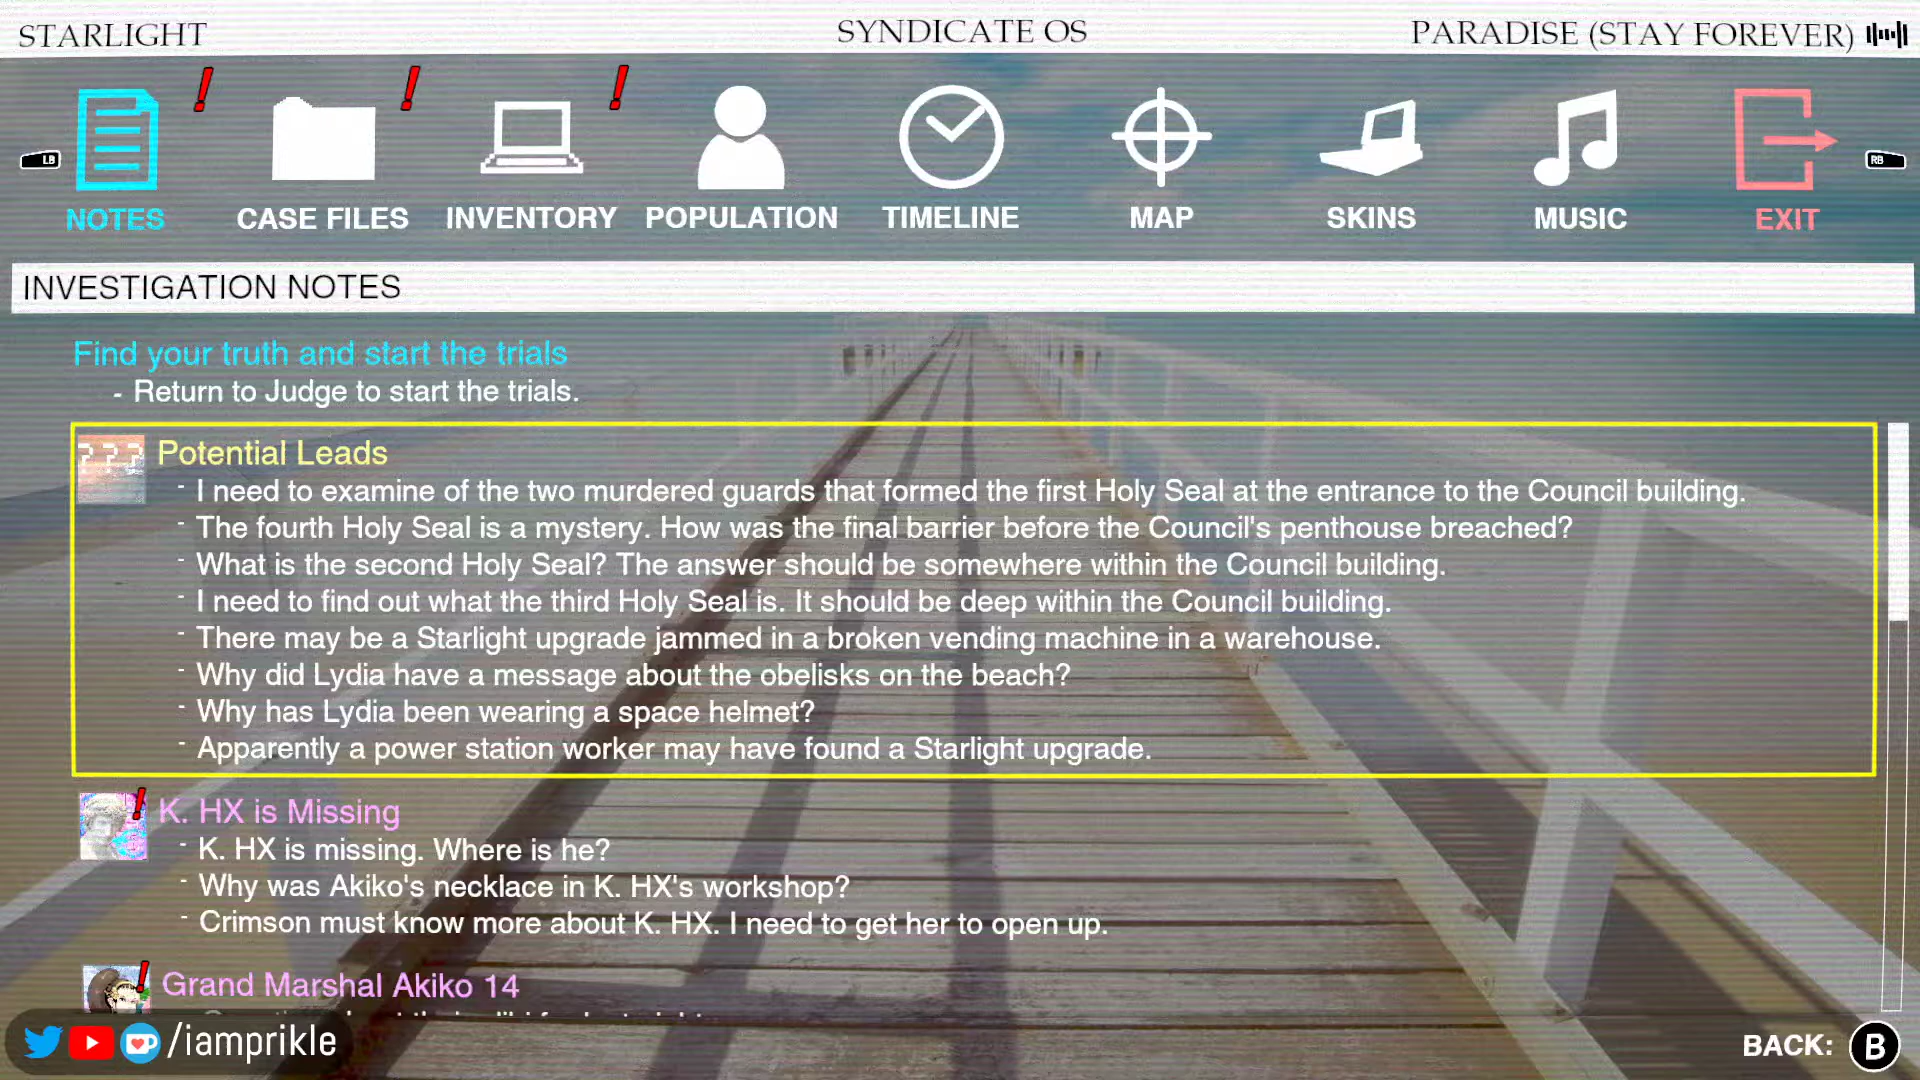 STARLIGHT
SYNDICATE OS
PARADISE (STAY FOREVER)
LB
NOTES
CASE FILES
INVENTORY
POPULATION
TIMELINE
MAP
SKINS
MUSIC
EXIT
RB
INVESTIGATION NOTES
Find your truth and start the trials
- Return to Judge to start the trials.
???
Potential Leads
- I need to examine of the two murdered guards that formed the first Holy Seal at the entrance to the Council building.
- The fourth Holy Seal is a mystery. How was the final barrier before the Council's penthouse breached?
- What is the second Holy Seal? The answer should be somewhere within the Council building.
- I need to find out what the third Holy Seal is. It should be deep within the Council building.
- There may be a Starlight upgrade jammed in a broken vending machine in a warehouse.
- Why did Lydia have a message about the obelisks on the beach?
- Why has Lydia been wearing a space helmet?
- Apparently a power station worker may have found a Starlight upgrade.
K. HX is Missing
- K. HX is missing. Where is he?
- Why was Akiko's necklace in K. HX's workshop?
- Crimson must know more about K. HX. I need to get her to open up.
Grand Marshal Akiko 14
/iamprikle
BACK: B